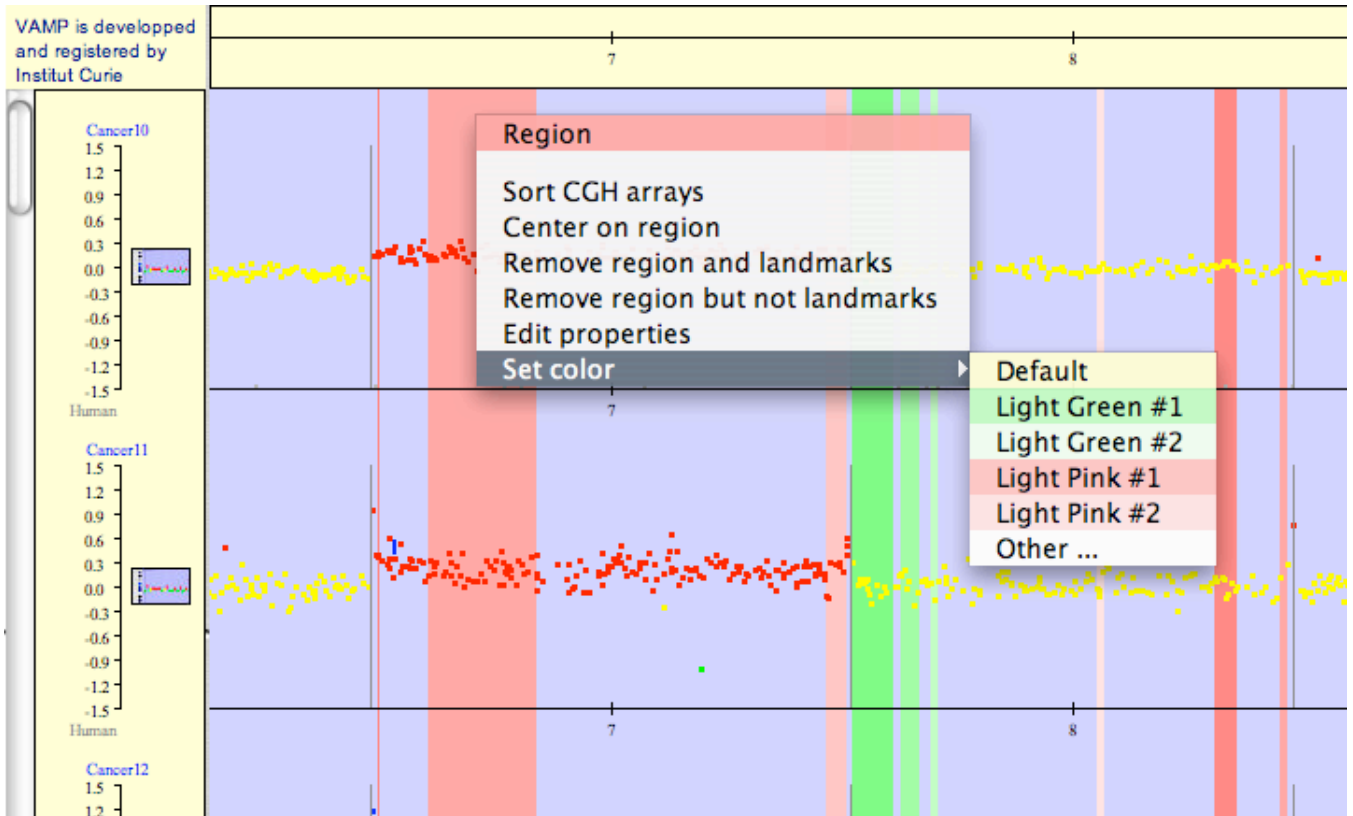 VAMP is developped
and registered by
Institut Curie
7 8
Cancer10
1.5
1.2
0.9
0.6
0.3
0.0
-0.3
-0.6
-0.9
-1.2
-1.5
Human
Region
Sort CGH arrays
Center on region
Remove region and landmarks
Remove region but not landmarks
Edit properties
Set color
Default
Light Green #1
Light Green #2
Light Pink #1
Light Pink #2
Other ...
7
Cancer11
1.5
1.2
0.9
0.6
0.3
0.0
-0.3
-0.6
-0.9
-1.2
-1.5
Human
7 8
Cancer12
1.5
1.2